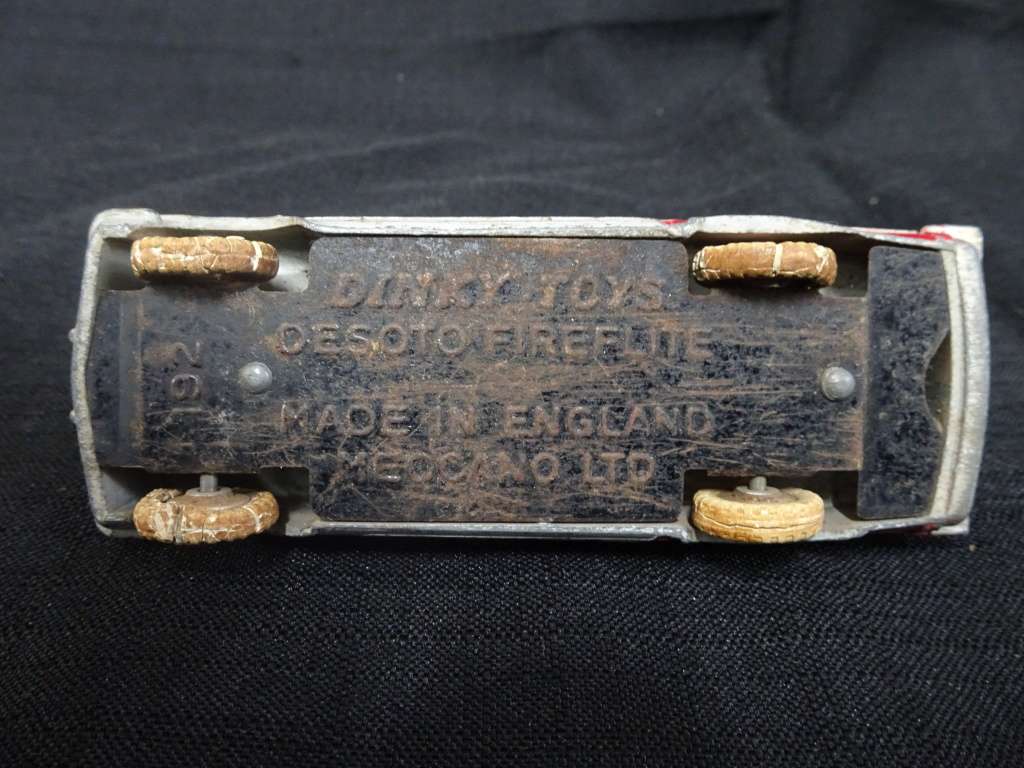 DINKY TOYS
DESOTO FIREFLITE
192
MADE IN ENGLAND
MECCANO LTD